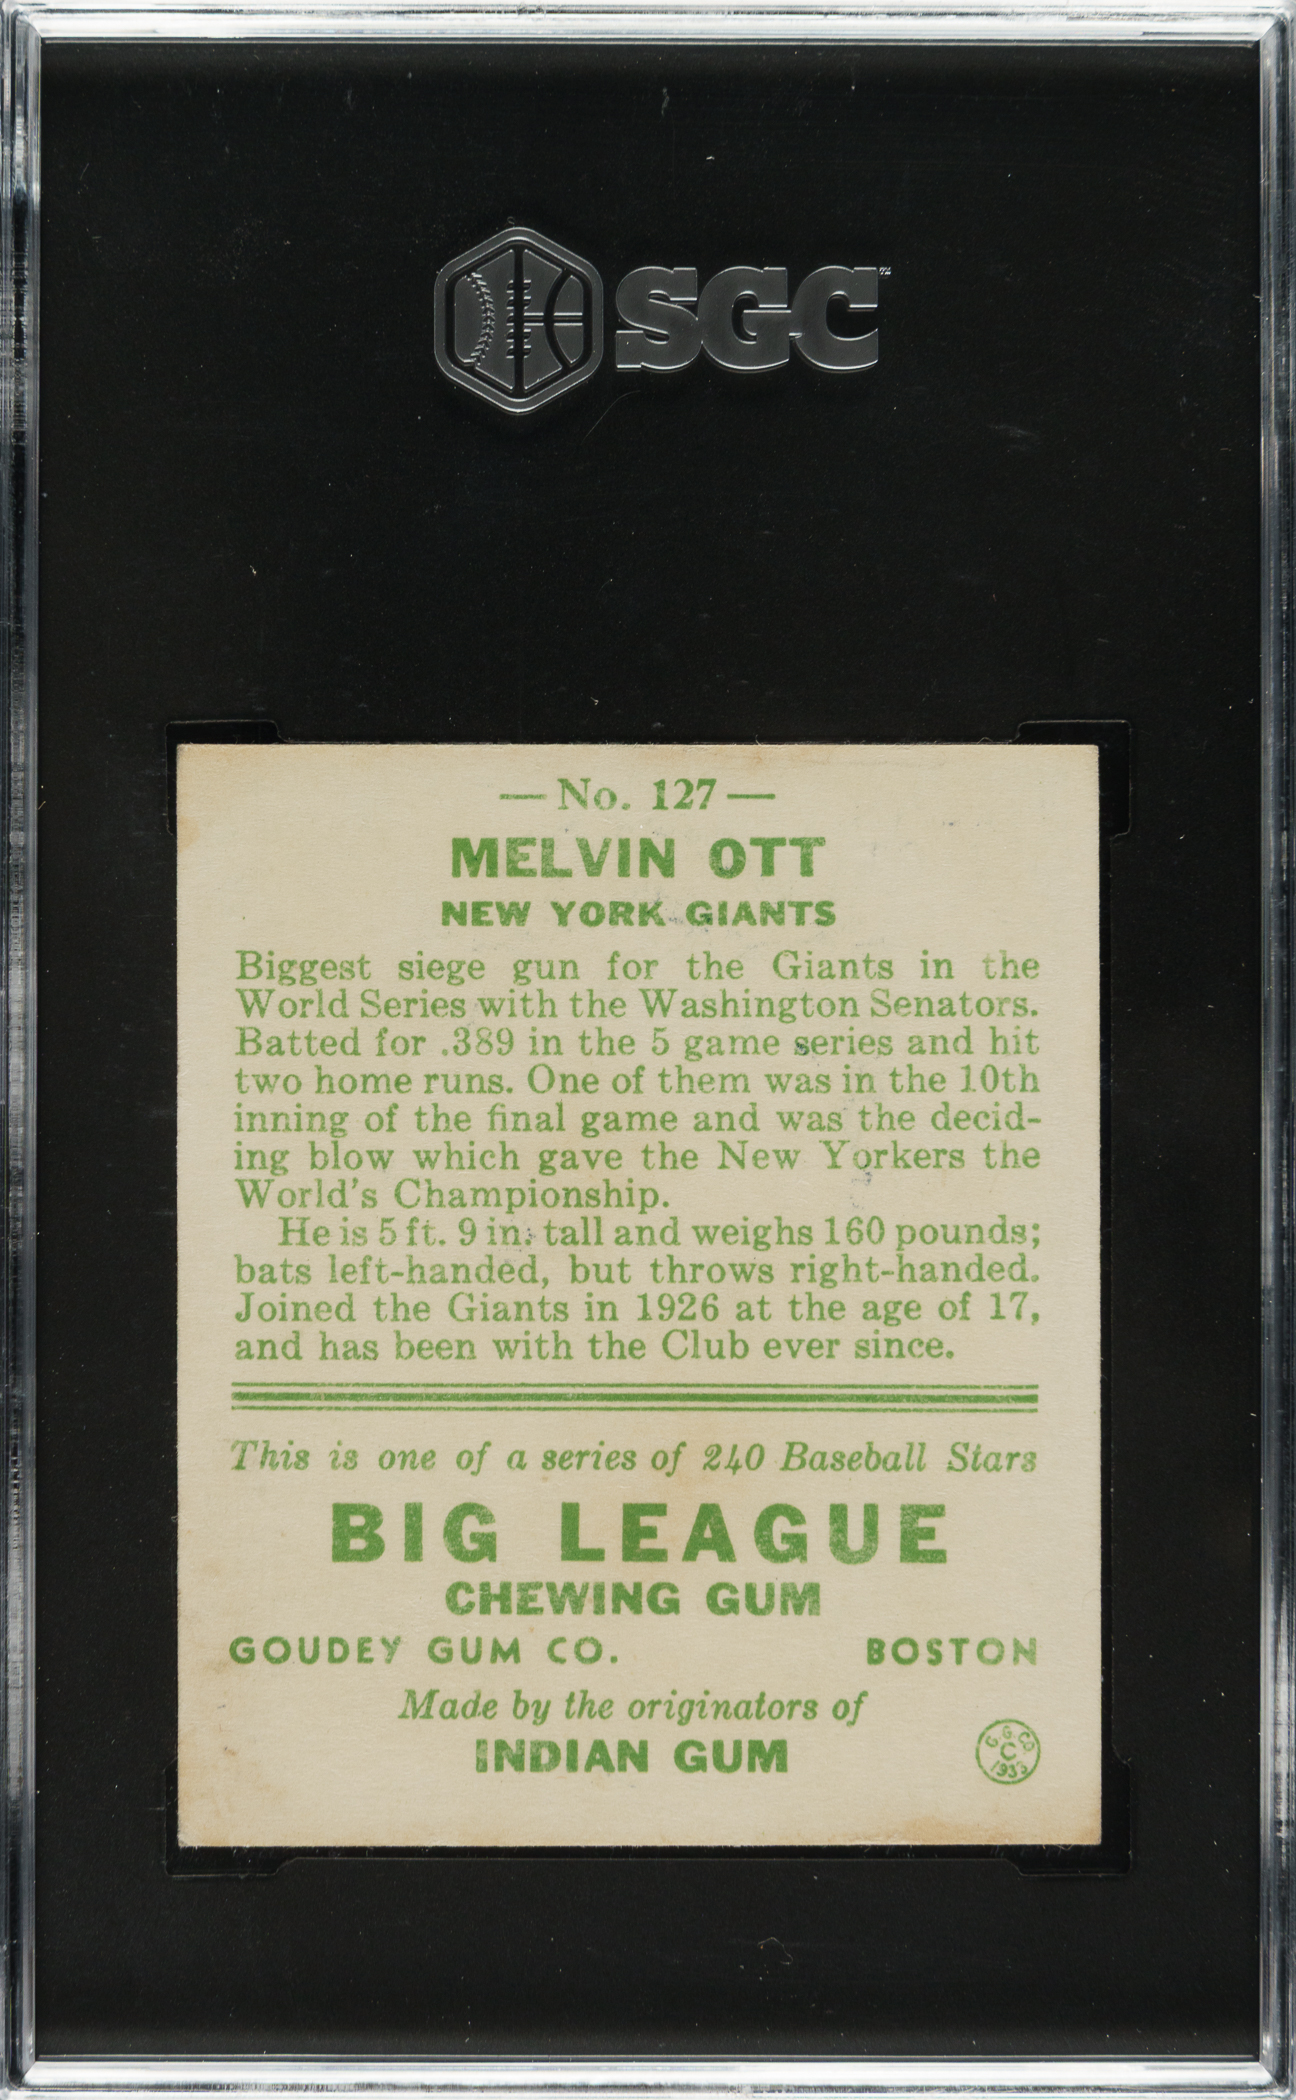 SGC™
—No. 127—
MELVIN OTT
NEW YORK GIANTS
Biggest siege gun for the Giants in the
World Series with the Washington Senators.
Batted for .389 in the 5 game series and hit
two home runs. One of them was in the 10th
inning of the final game and was the decid-
ing blow which gave the New Yorkers the
World's Championship.
He is 5 ft. 9 in. tall and weighs 160 pounds;
bats left-handed, but throws right-handed.
Joined the Giants in 1926 at the age of 17,
and has been with the Club ever since.
This is one of a series of 240 Baseball Stars
BIG LEAGUE
CHEWING GUM
GOUDEY GUM CO. BOSTON
Made by the originators of
INDIAN GUM
G. G. CO.
C
1933